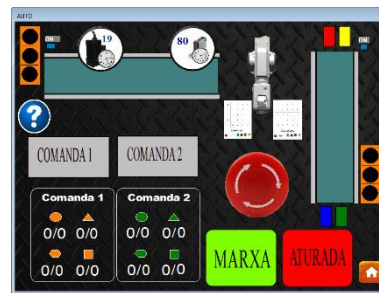 AUTO
ON
19
80
ON
COMANDA 1
COMANDA 2
Comanda 1
0/0 0/0
0/0 0/0
Comanda 2
0/0 0/0
0/0 0/0
?
MARXA
ATURADA